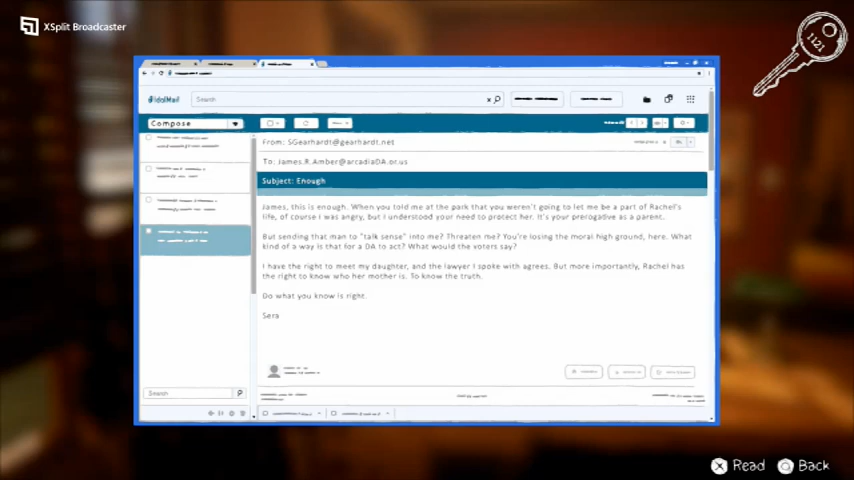 XSplit Broadcaster
1121
idolMail
Search
x
Compose
From: SGearhardt@gearhardt.net
To: James.R.Amber@arcadiaDA.or.us
Subject: Enough
James, this is enough. When you told me at the park that you weren't going to let me be a part of Rachel's
life, of course I was angry, but I understood your need to protect her. It's your prerogative as a parent.
But sending that man to "talk sense" into me? Threaten me? You're losing the moral high ground, here. What
kind of a way is that for a DA to act? What would the voters say?
I have the right to meet my daughter, and the lawyer I spoke with agrees. But more importantly, Rachel has
the right to know who her mother is. To know the truth.
Do what you know is right.
Sera
Search
Read
Back